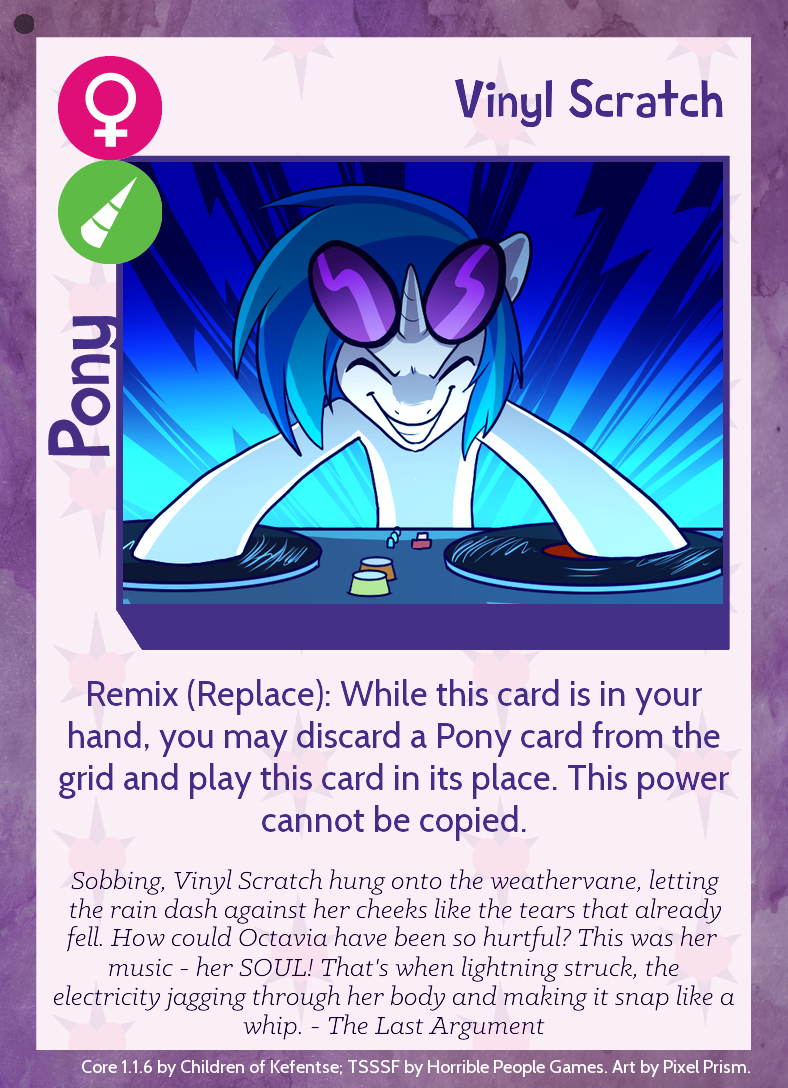 Vinyl Scratch
Pony
Remix (Replace): While this card is in your
hand, you may discard a Pony card from the
grid and play this card in its place. This power
cannot be copied.
Sobbing, Vinyl Scratch hung onto the weathervane, letting
the rain dash against her cheeks like the tears that already
fell. How could Octavia have been so hurtful? This was her
music - her SOUL! That's when lightning struck, the
electricity jagging through her body and making it snap like a
whip. - The Last Argument
Core 1.1.6 by Children of Kefentse; TSSSF by Horrible People Games. Art by Pixel Prism.